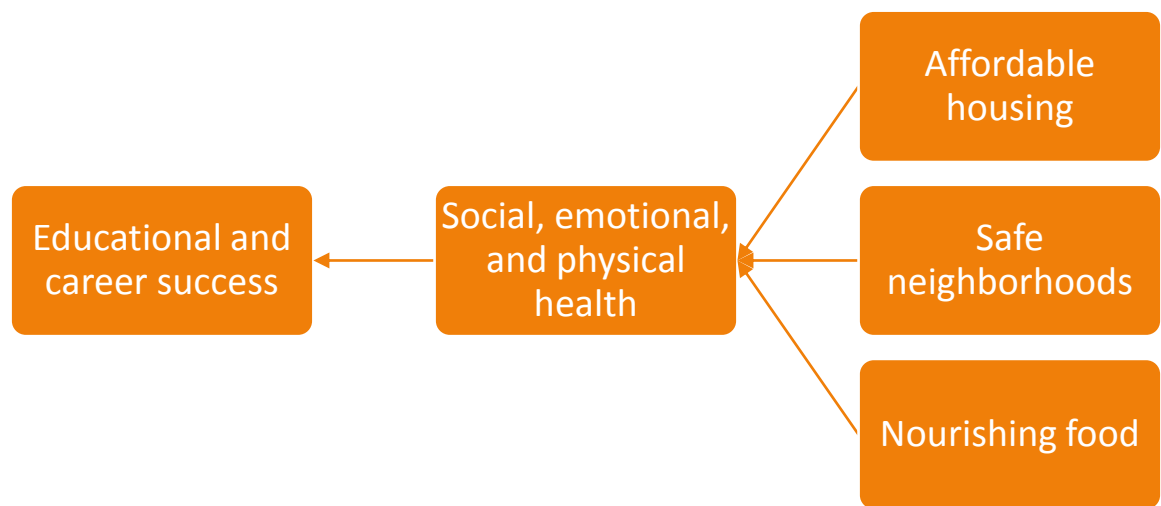 Educational and
career success
Social, emotional,
and physical
health
Affordable
housing
Safe
neighborhoods
Nourishing food